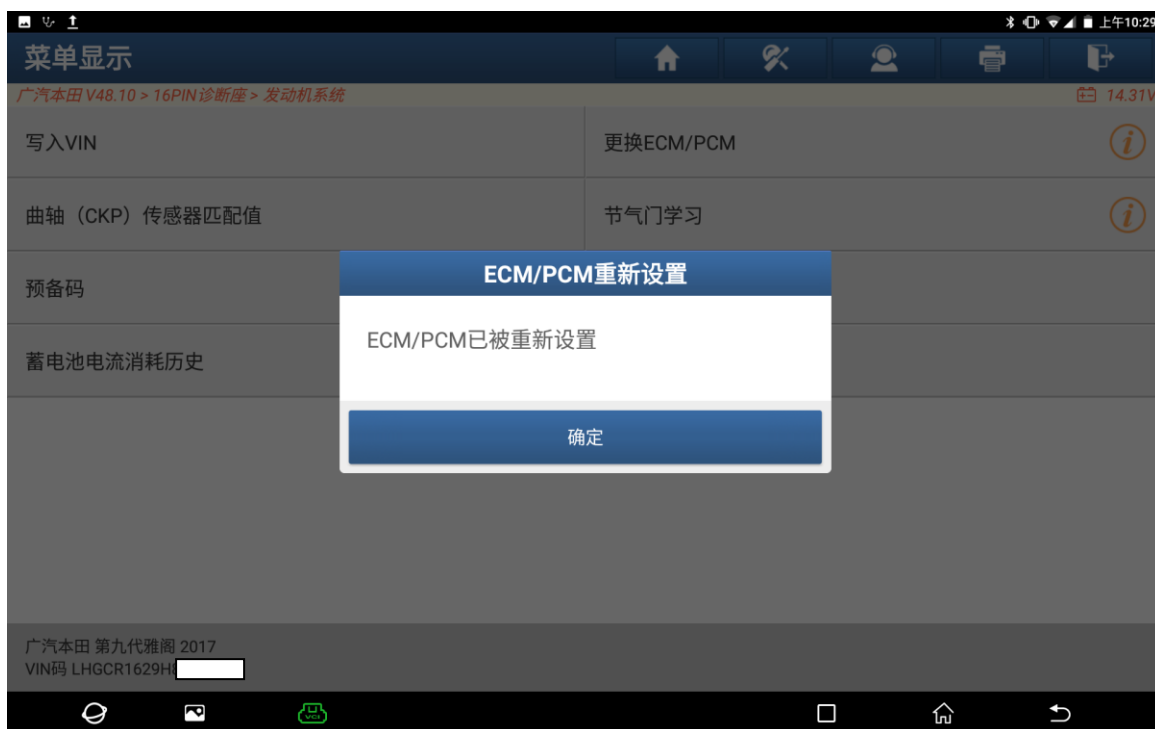 上午10:29
菜单显示
广汽本田 V48.10 > 16PIN诊断座 > 发动机系统
14.31V
写入VIN
更换ECM/PCM
曲轴（CKP）传感器匹配值
节气门学习
ECM/PCM重新设置
预备码
ECM/PCM已被重新设置
蓄电池电流消耗历史
确定
广汽本田 第九代雅阁 2017
VIN码 LHGCR1629H
VCI